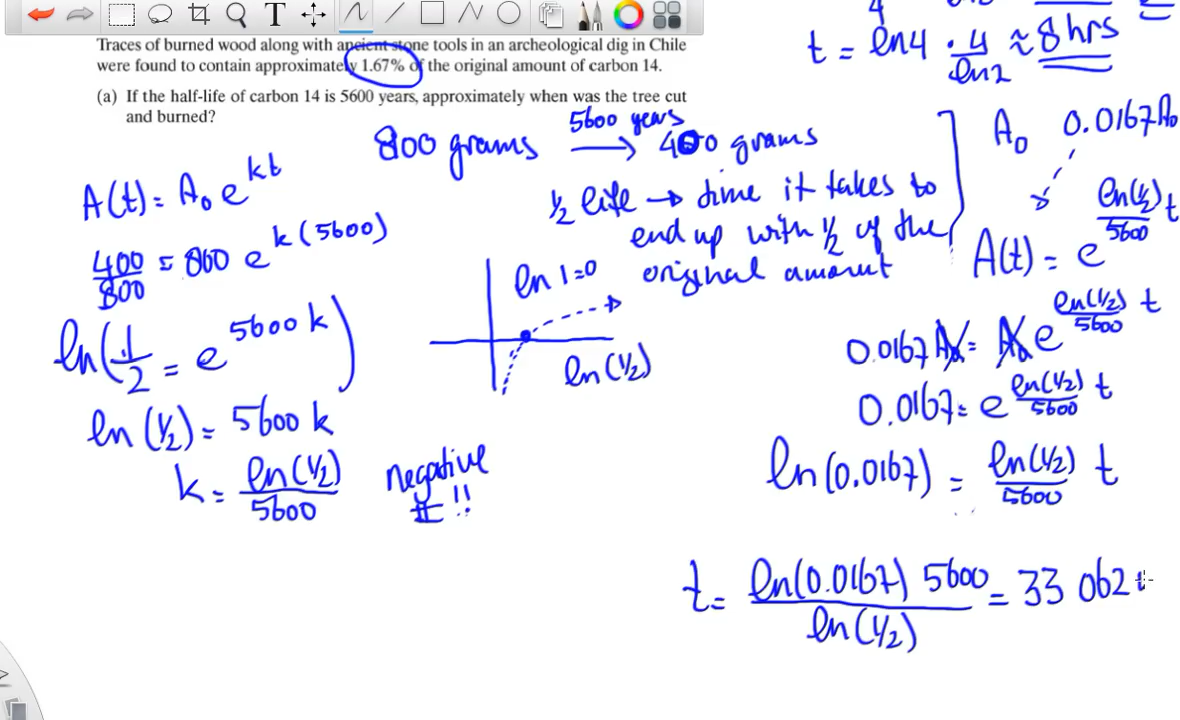 T
4
t = ln4 · 4 ≈ 8 hrs
ln2
Traces of burned wood along with ancient stone tools in an archeological dig in Chile
were found to contain approximately 1.67% of the original amount of carbon 14.
(a) If the half-life of carbon 14 is 5600 years, approximately when was the tree cut
and burned?
5600 years
800 grams → 400 grams
½ life → time it takes to
end up with ½ of the
original amount
A(t) = A₀ e^kt
400 = 800 e^k(5600)
800
ln(1/2 = e^5600k)
ln(½) = 5600 k
k = ln(½)
5600
negative
#!!
ln 1=0
ln(½)
A₀ 0.0167A₀
A(t) = e^ln(½)/5600 t
0.0167 A₀ = A₀ e^ln(½)/5600 t
0.0167 = e^ln(½)/5600 t
ln(0.0167) = ln(½)/5600 t
t = ln(0.0167) 5600 = 33 062
ln(½)